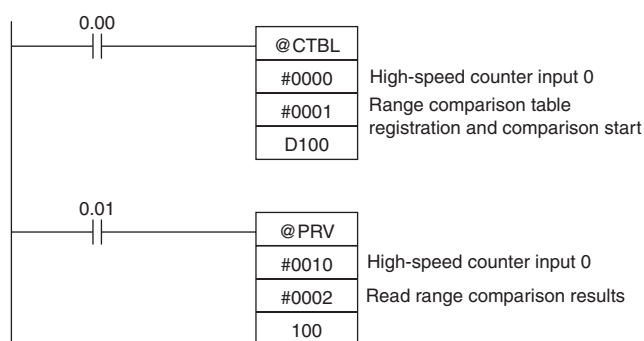 0.00
@CTBL
#0000 High-speed counter input 0
#0001 Range comparison table
registration and comparison start
D100
0.01
@PRV
#0010 High-speed counter input 0
#0002 Read range comparison results
100